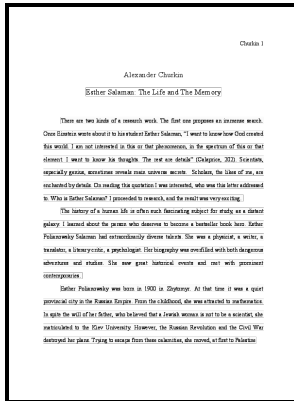 Churkin 1
Alexander Churkin
Esther Salaman: The Life and The Memory
There are two kinds of a research work. The first one proposes an immense search.
Once Einstein wrote about it to his student Esther Salaman, "I want to know how God created
this world. I am not interested in this or that phenomenon, in the spectrum of this or that
element. I want to know his thoughts. The rest are details" (Calaprice, 202). Scientists,
especially genius, sometimes reveals main universe secrets. Scholars, the likes of me, are
enchanted by details. On reading this quotation I was interested, who was this letter addressed
to. Who is Esther Salaman? I proceeded to research, and the result was very exciting.
The history of a human life is often such fascinating subject for study, as a distant
galaxy. I learned about the person who deserves to become a bestseller book hero. Esther
Polianowsky Salaman had extraordinarily diverse talents. She was a physicist, a writer, a
translator, a literary critic, a psychologist. Her biography was overfilled with both dangerous
adventures and studies. She saw great historical events and met with prominent
contemporaries.
Esther Polianowsky was born in 1900 in Zhytomyr. At that time it was a quiet
provincial city in the Russian Empire. From the childhood, she was attracted to mathematics.
In spite the will of her father, who believed that a Jewish woman is not to be a scientist, she
matriculated to the Kiev University. However, the Russian Revolution and the Civil War
destroyed her plans. Trying to escape from these calamities, she moved, at first to Palestine